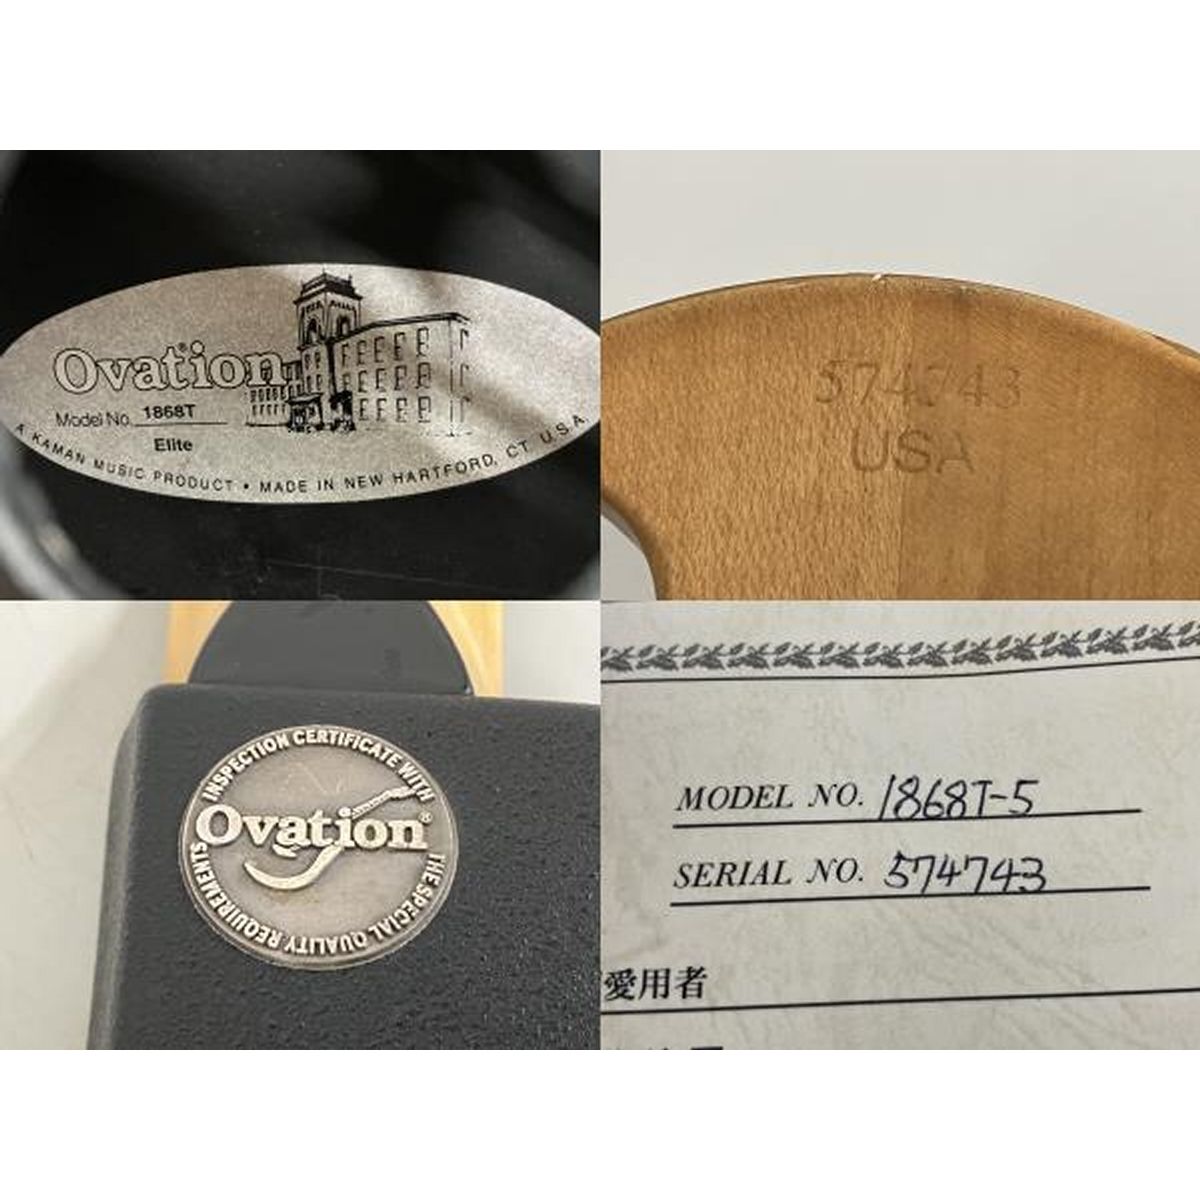 Ovation
Model No. 1868T
Elite
A KAMAN MUSIC PRODUCT • MADE IN NEW HARTFORD, CT U.S.A.
574743
USA
INSPECTION CERTIFICATE WITH
Ovation®
THE SPECIAL QUALITY REQUIREMENTS
MODEL NO. 1868T-5
SERIAL NO. 574743
愛用者